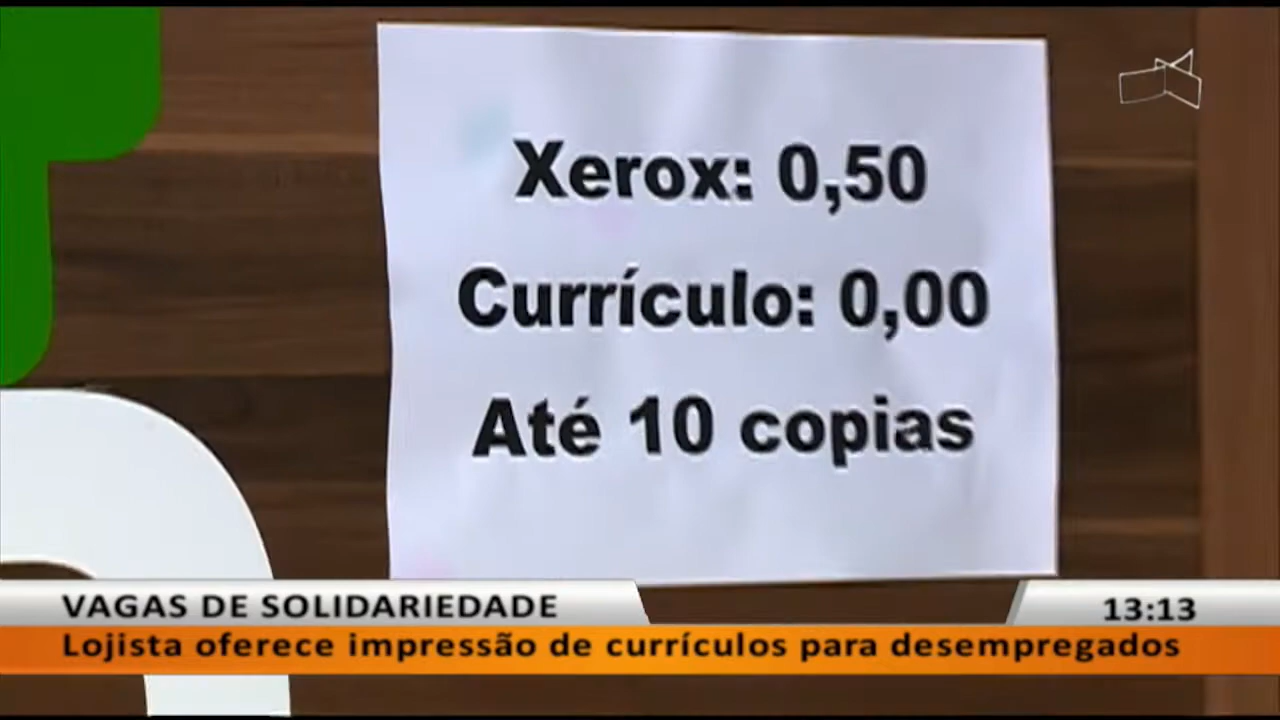 Xerox: 0,50
Currículo: 0,00
Até 10 copias
VAGAS DE SOLIDARIEDADE
13:13
Lojista oferece impressão de currículos para desempregados